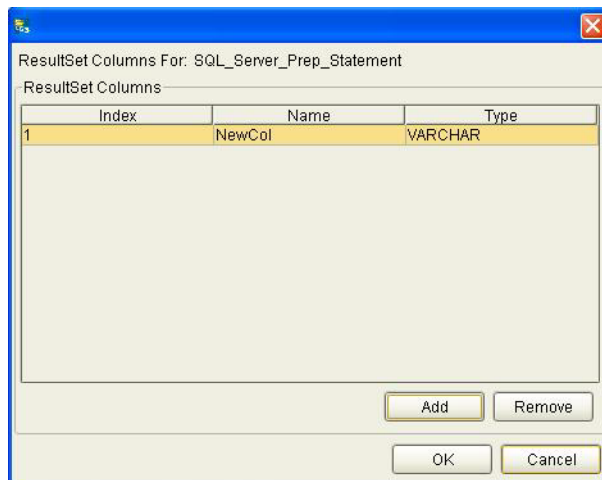 ResultSet Columns For: SQL_Server_Prep_Statement
ResultSet Columns
Index Name Type
1 NewCol VARCHAR
Add Remove
OK Cancel